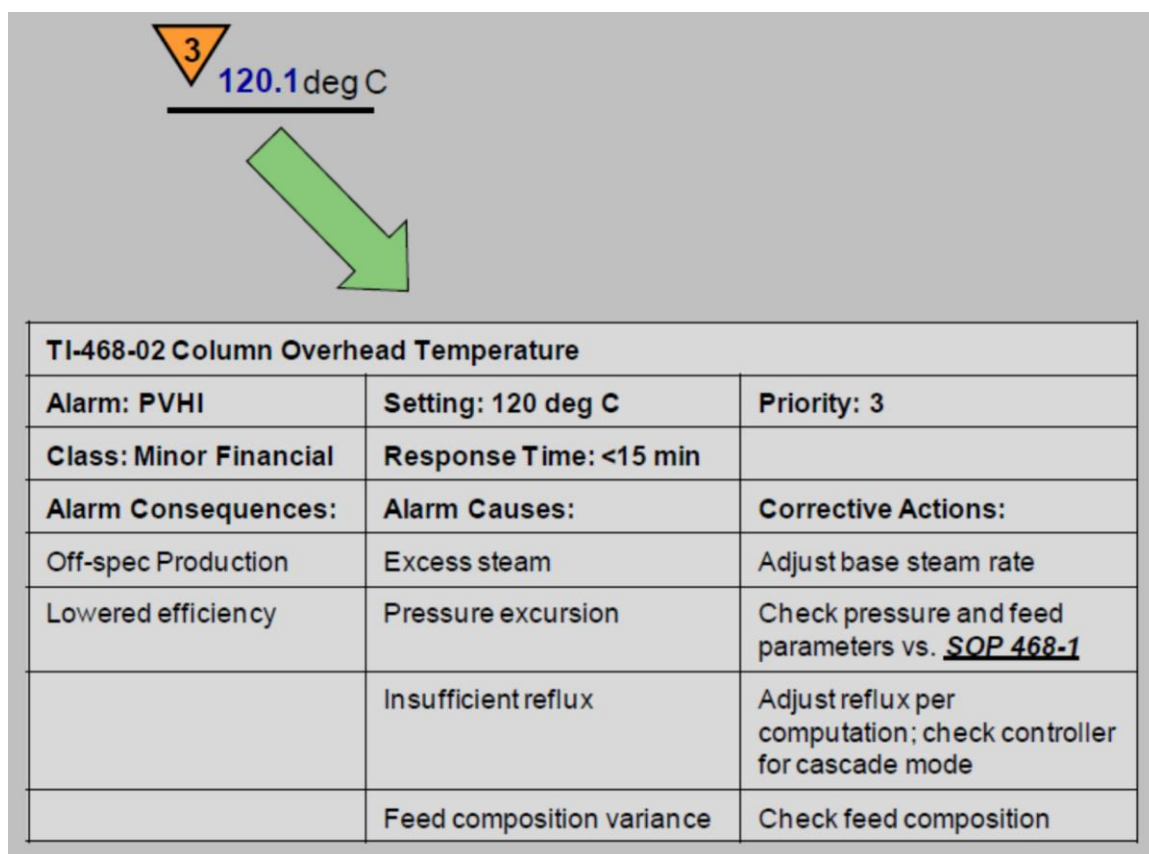 3
120.1 deg C
TI-468-02 Column Overhead Temperature
Alarm: PVHI Setting: 120 deg C Priority: 3
Class: Minor Financial Response Time: <15 min
Alarm Consequences: Alarm Causes: Corrective Actions:
Off-spec Production Excess steam Adjust base steam rate
Lowered efficiency Pressure excursion Check pressure and feed
parameters vs. SOP 468-1
Insufficient reflux Adjust reflux per
computation; check controller
for cascade mode
Feed composition variance Check feed composition